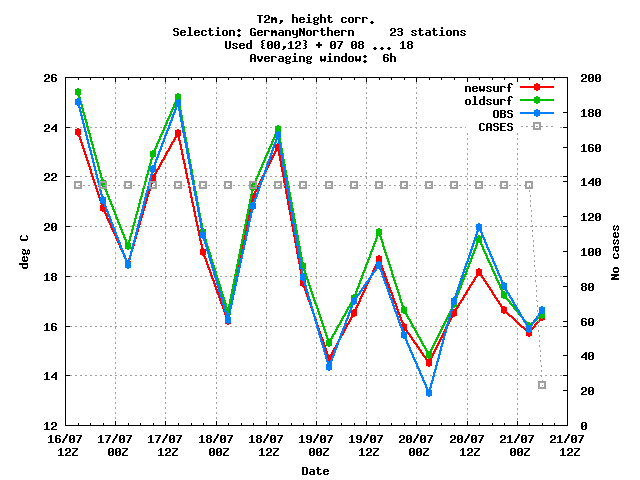 T2m, height corr.
Selection: GermanyNorthern 23 stations
Used {00,12} + 07 08 ... 18
Averaging window: 6h
newsurf
oldsurf
OBS
CASES
26
24
22
20
18
16
14
12
deg C
200
180
160
140
120
100
80
60
40
20
0
No cases
16/07 17/07 17/07 18/07 18/07 19/07 19/07 20/07 20/07 21/07 21/07
12Z 00Z 12Z 00Z 12Z 00Z 12Z 00Z 12Z 00Z 12Z
Date